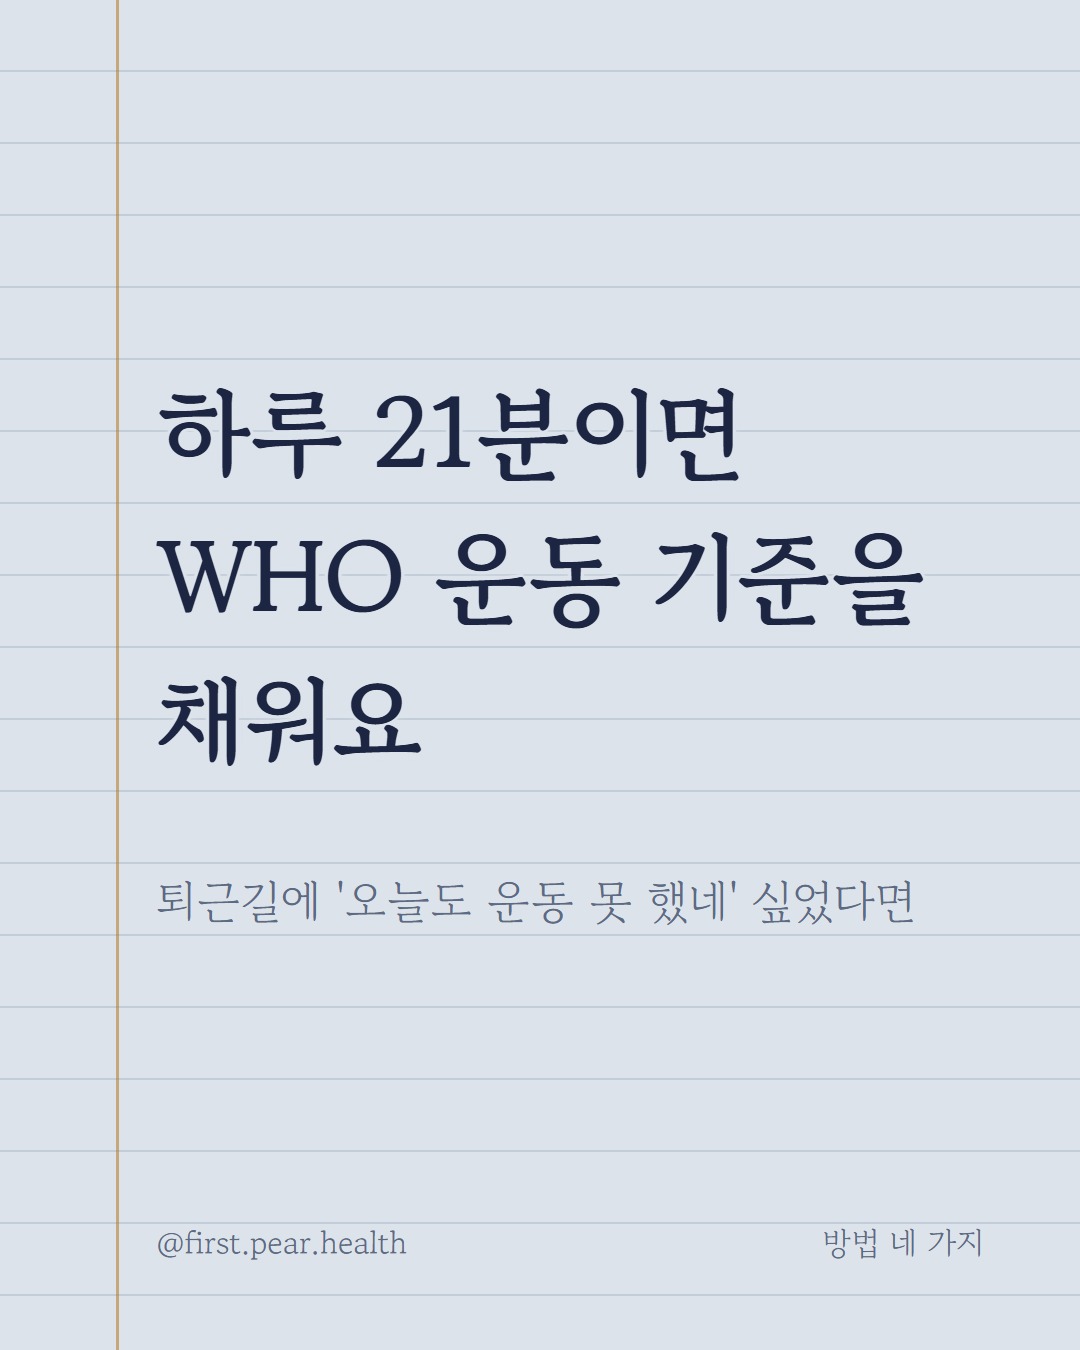 하루 21분이면
WHO 운동 기준을
채워요
퇴근길에 '오늘도 운동 못 했네' 싶었다면
@first.pear.health
방법 네 가지